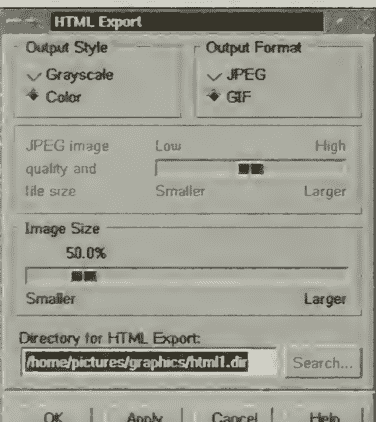 HTML Export
Output Style
Grayscale
Color
Output Format
JPEG
GIF
JPEG image
quality and
file size
Low High
Smaller Larger
Image Size
50.0%
Smaller Larger
Directory for HTML Export:
/home/pictures/graphics/html1.dir
Search...
OK Apply Cancel Help